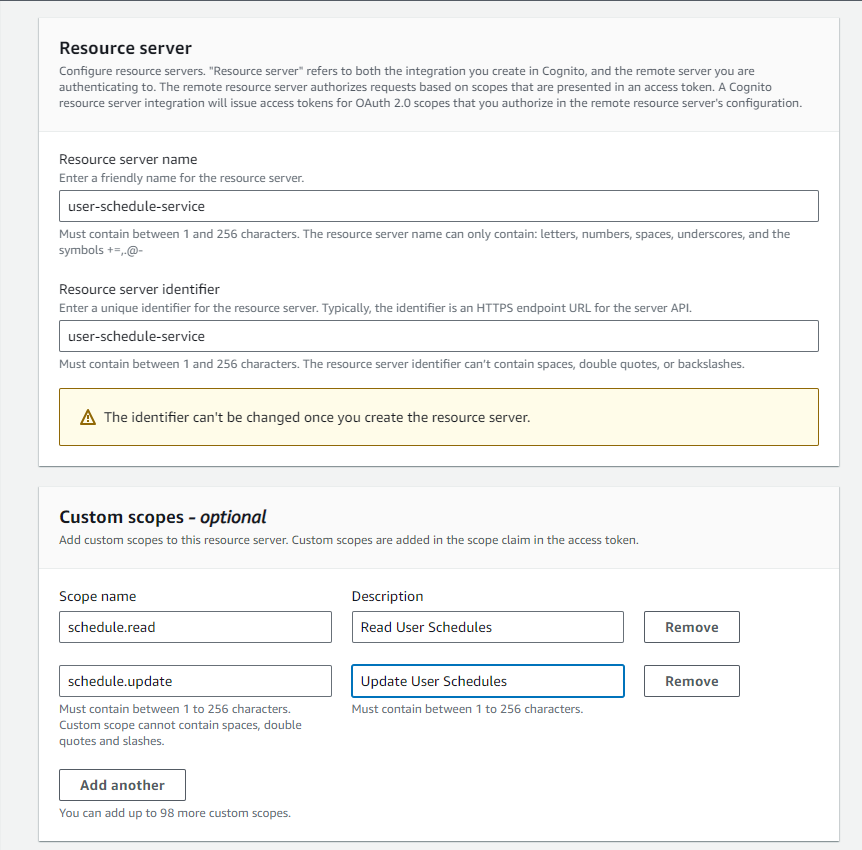 Resource server
Configure resource servers. "Resource server" refers to both the integration you create in Cognito, and the remote server you are
authenticating to. The remote resource server authorizes requests based on scopes that are presented in an access token. A Cognito
resource server integration will issue access tokens for OAuth 2.0 scopes that you authorize in the remote resource server's configuration.
Resource server name
Enter a friendly name for the resource server.
user-schedule-service
Must contain between 1 and 256 characters. The resource server name can only contain: letters, numbers, spaces, underscores, and the
symbols +=,.@-
Resource server identifier
Enter a unique identifier for the resource server. Typically, the identifier is an HTTPS endpoint URL for the server API.
user-schedule-service
Must contain between 1 and 256 characters. The resource server identifier can't contain spaces, double quotes, or backslashes.
The identifier can't be changed once you create the resource server.
Custom scopes - optional
Add custom scopes to this resource server. Custom scopes are added in the scope claim in the access token.
Scope name Description
schedule.read Read User Schedules Remove
schedule.update Update User Schedules Remove
Must contain between 1 to 256 characters. Must contain between 1 to 256 characters.
Custom scope cannot contain spaces, double
quotes and slashes.
Add another
You can add up to 98 more custom scopes.